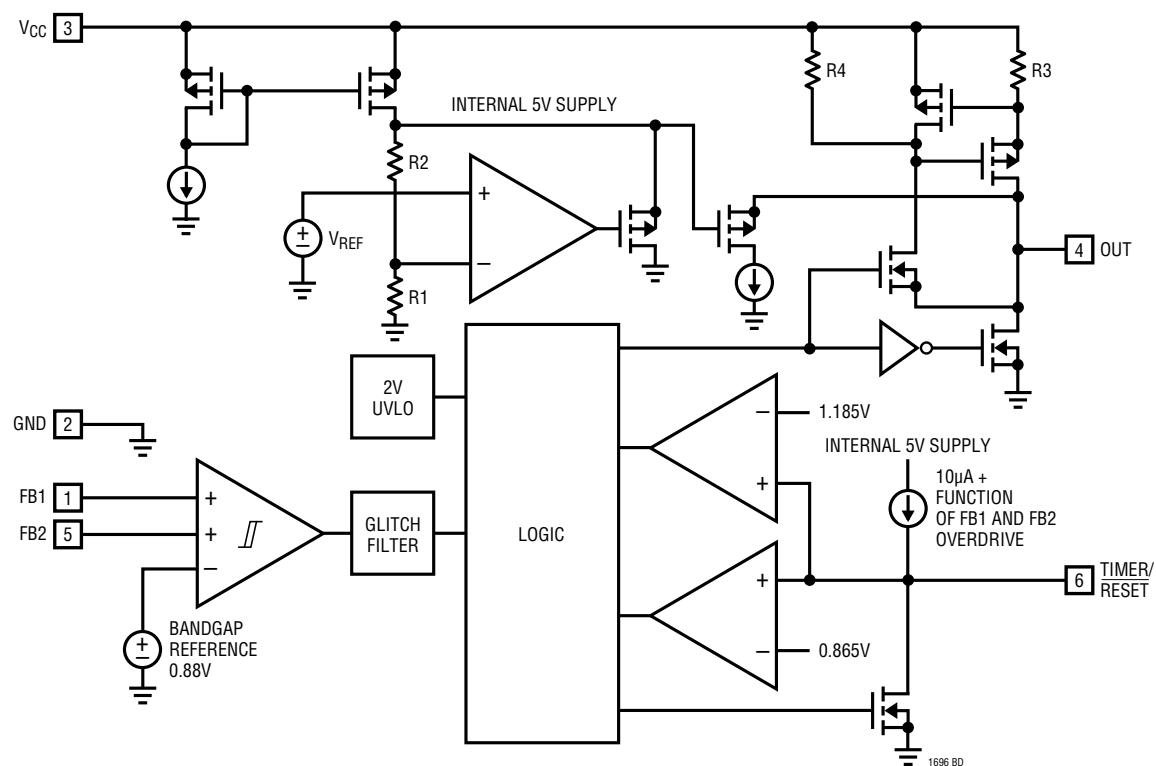 VCC 3
R4
R3
INTERNAL 5V SUPPLY
R2
+
+
−
VREF
−
R1
4 OUT
2V
UVLO
−
1.185V
GND 2
INTERNAL 5V SUPPLY
+
10µA +
FUNCTION
OF FB1 AND FB2
OVERDRIVE
FB1 1
+
FB2 5
+
GLITCH
FILTER
LOGIC
−
+
6 TIMER/
RESET
+
−
BANDGAP
REFERENCE
0.88V
−
0.865V
1696 BD